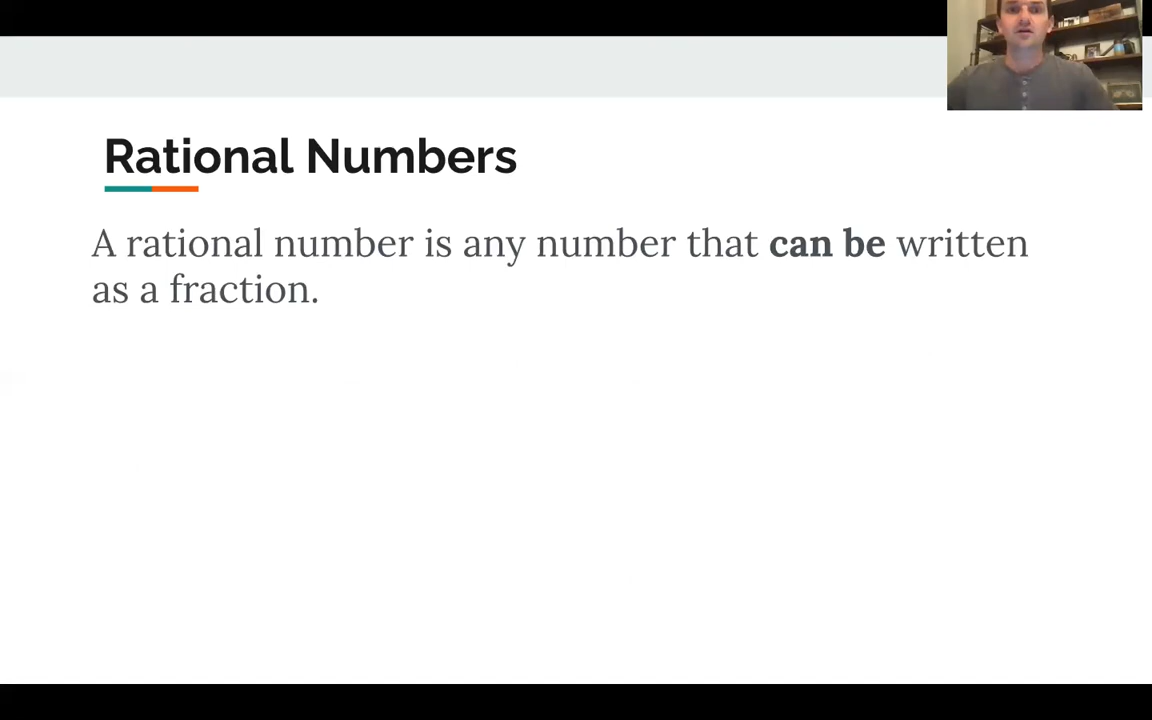 Rational Numbers
A rational number is any number that can be written
as a fraction.